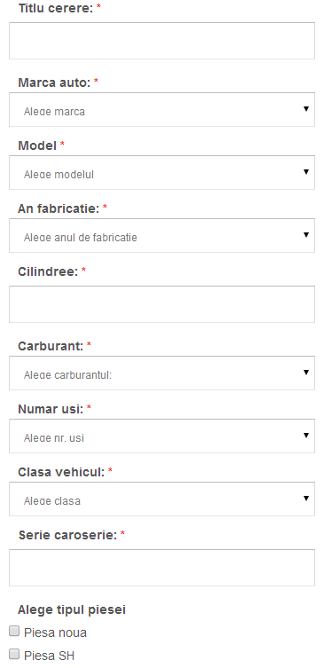 Titlu cerere: *
Marca auto: *
Alege marca
Model *
Alege modelul
An fabricatie: *
Alege anul de fabricatie
Cilindree: *
Carburant: *
Alege carburantul:
Numar usi: *
Alege nr. usi
Clasa vehicul: *
Alege clasa
Serie caroserie: *
Alege tipul piesei
Piesa noua
Piesa SH